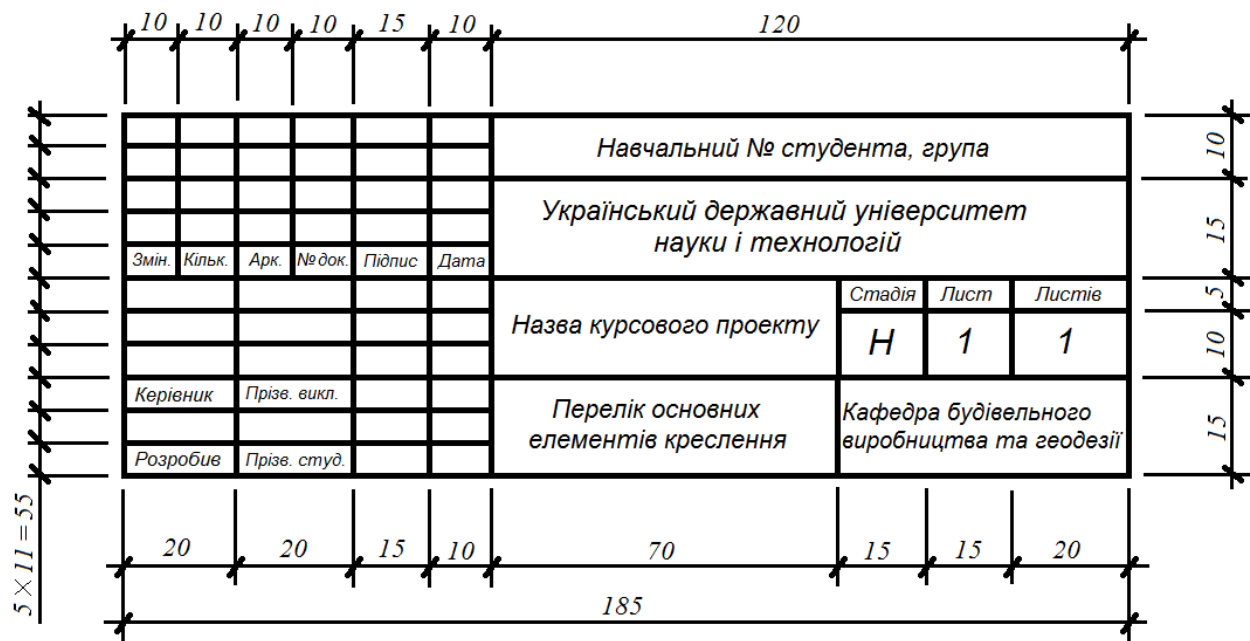 10 10 10 10 15 10 120
Навчальний № студента, група
10
Український державний університет
науки і технологій
15
Змін. Кільк. Арк. № док. Підпис Дата
Стадія Лист Листів
5
Назва курсового проекту
Н 1 1
10
Керівник Прізв. викл.
Перелік основних
елементів креслення
Кафедра будівельного
виробництва та геодезії
15
Розробив Прізв. студ.
5×11=55
20 20 15 10 70 15 15 20
185